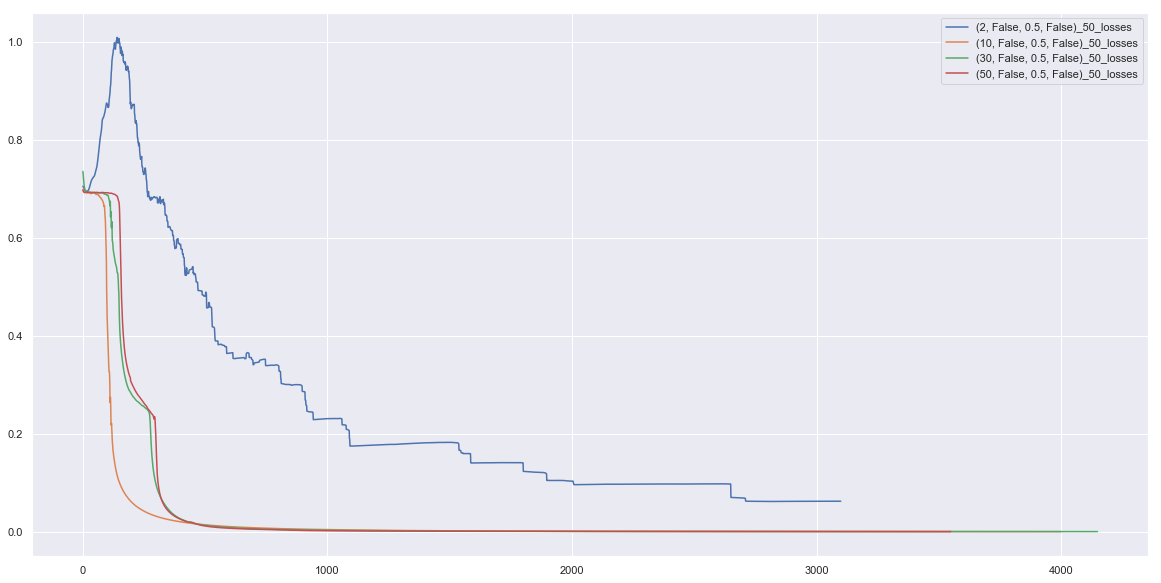 (2, False, 0.5, False)_50_losses
(10, False, 0.5, False)_50_losses
(30, False, 0.5, False)_50_losses
(50, False, 0.5, False)_50_losses
1.0
0.8
0.6
0.4
0.2
0.0
0 1000 2000 3000 4000